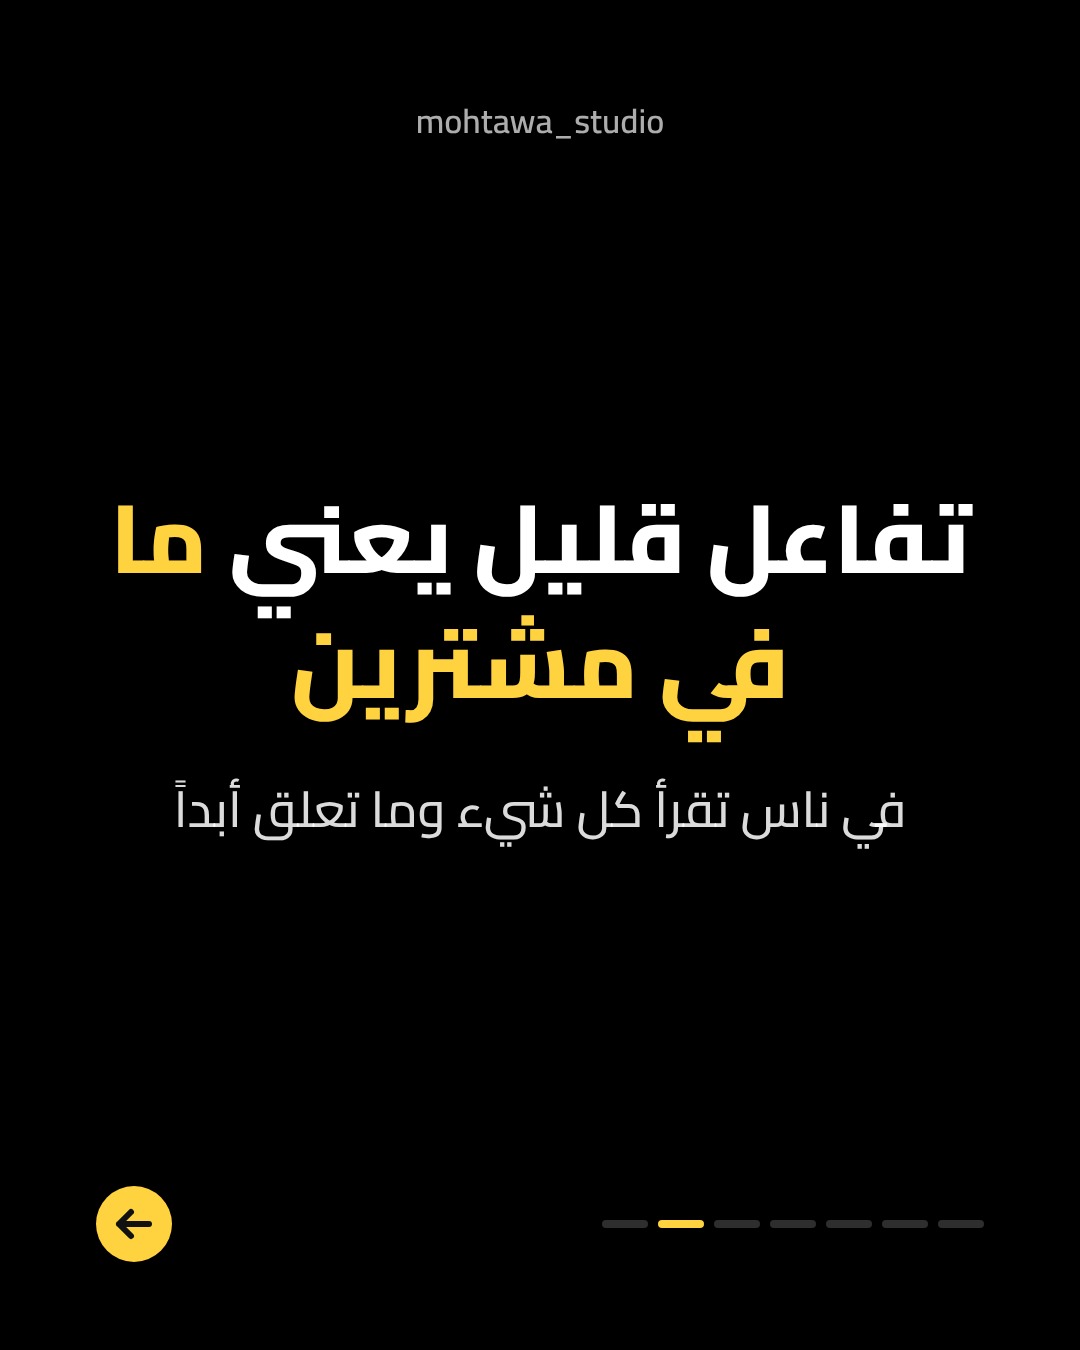 mohtawa_studio
تفاعل قليل يعني ما
في مشترين
في ناس تقرأ كل شيء وما تعلق أبداً